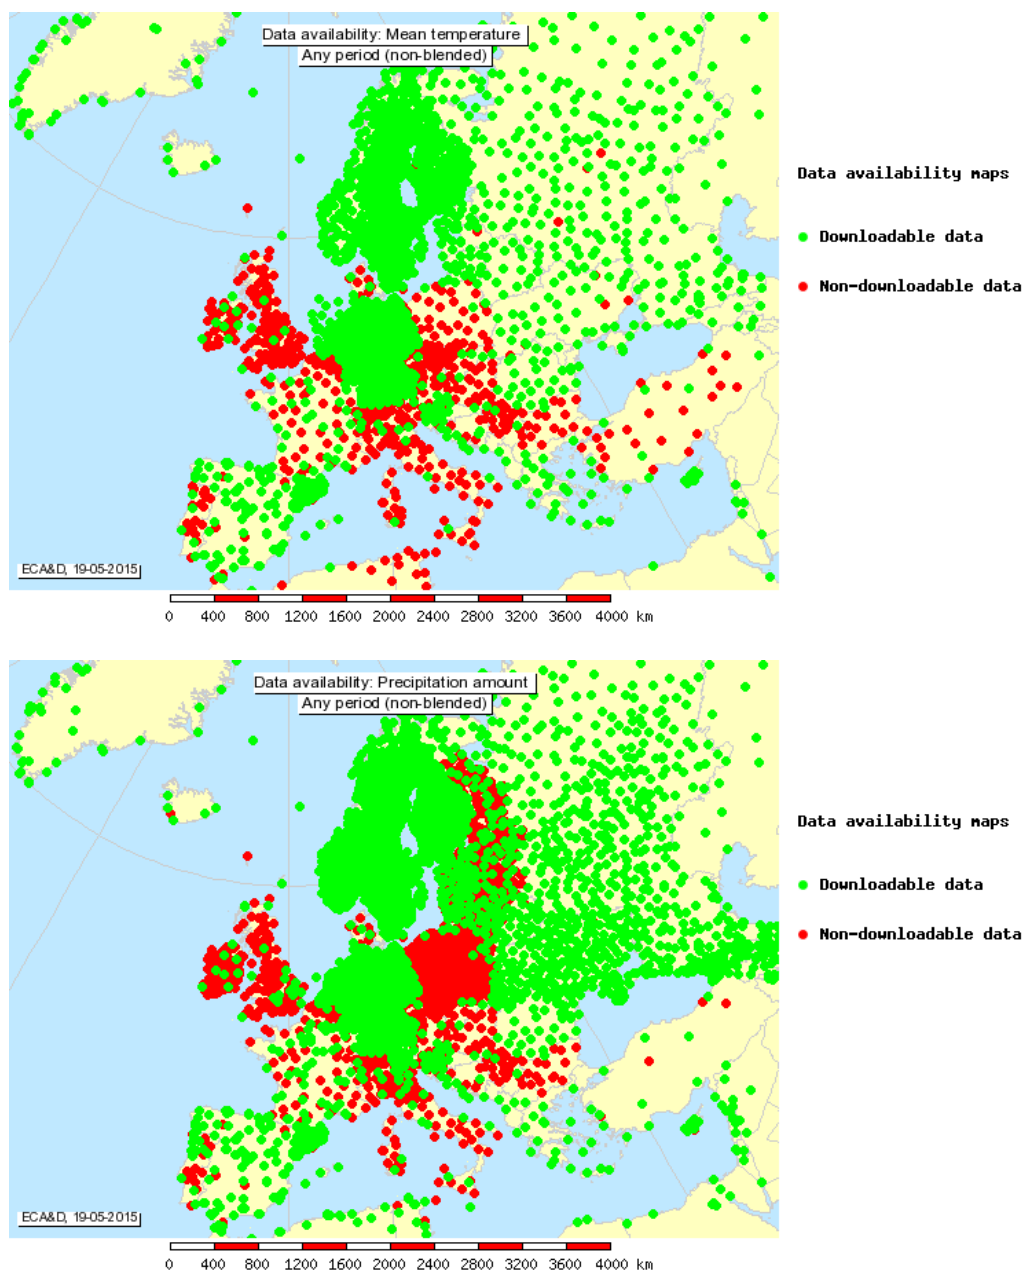 Data availability: Mean temperature
Any period (non-blended)
Data availability maps
Downloadable data
Non-downloadable data
ECA&D, 19-05-2015
0 400 800 1200 1600 2000 2400 2800 3200 3600 4000 km
Data availability: Precipitation amount
Any period (non-blended)
Data availability maps
Downloadable data
Non-downloadable data
ECA&D, 19-05-2015
0 400 800 1200 1600 2000 2400 2800 3200 3600 4000 km